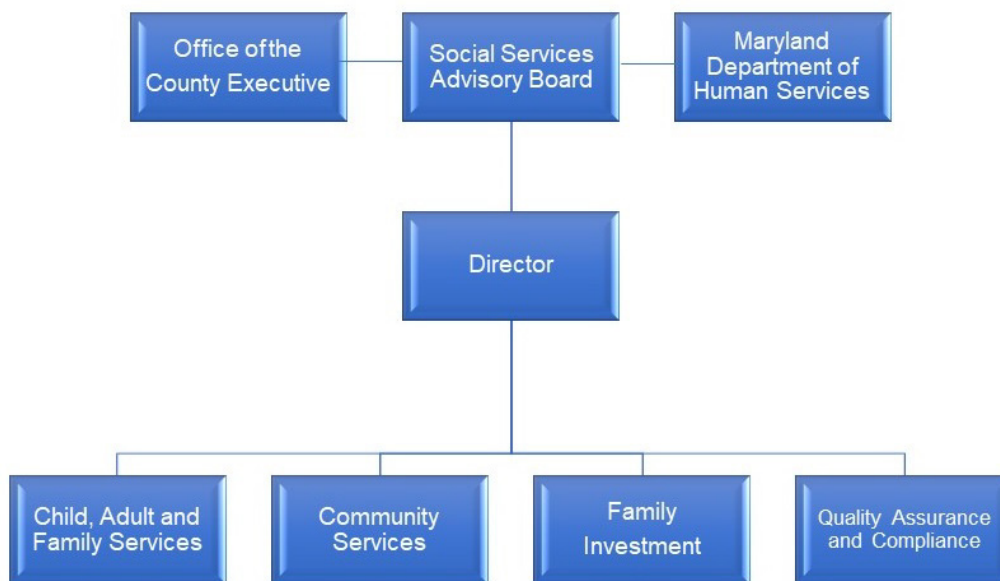 Office of the
County Executive
Social Services
Advisory Board
Maryland
Department of
Human Services
Director
Child, Adult and
Family Services
Community
Services
Family
Investment
Quality Assurance
and Compliance